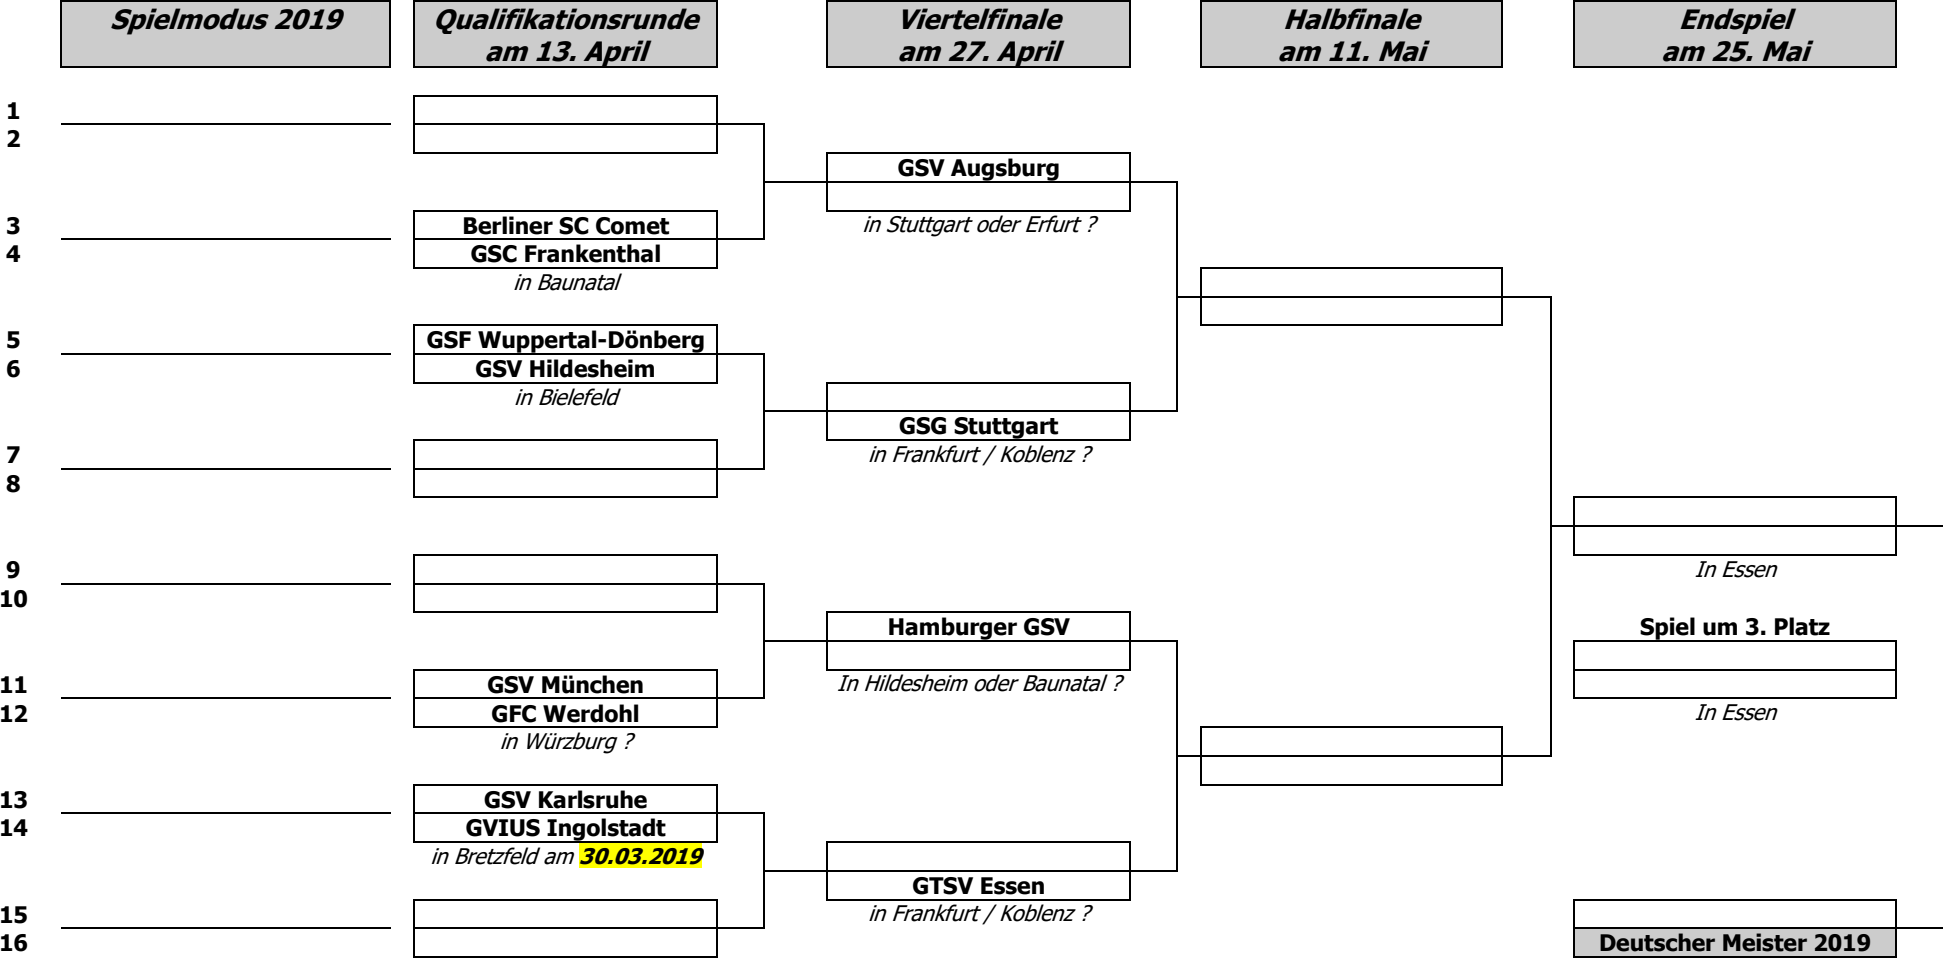 Spielmodus 2019
Qualifikationsrunde
am 13. April
Viertelfinale
am 27. April
Halbfinale
am 11. Mai
Endspiel
am 25. Mai
1
2
GSV Augsburg
in Stuttgart oder Erfurt ?
3
Berliner SC Comet
4
GSC Frankenthal
in Baunatal
5
GSF Wuppertal-Dönberg
6
GSV Hildesheim
in Bielefeld
GSG Stuttgart
in Frankfurt / Koblenz ?
7
8
9
10
In Essen
Hamburger GSV
In Hildesheim oder Baunatal ?
Spiel um 3. Platz
In Essen
11
GSV München
12
GFC Werdohl
in Würzburg ?
13
GSV Karlsruhe
14
GVIUS Ingolstadt
in Bretzfeld am 30.03.2019
GTSV Essen
in Frankfurt / Koblenz ?
15
16
Deutscher Meister 2019